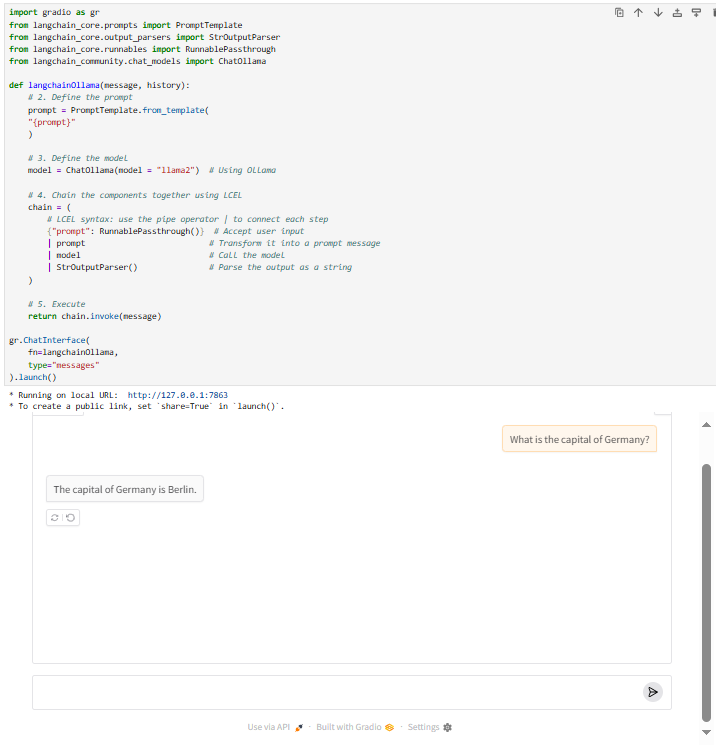 import gradio as gr
from langchain_core.prompts import PromptTemplate
from langchain_core.output_parsers import StrOutputParser
from langchain_core.runnables import RunnablePassthrough
from langchain_community.chat_models import ChatOllama
def langchainOllama(message, history):
# 2. Define the prompt
prompt = PromptTemplate.from_template(
"{prompt}"
)
# 3. Define the model
model = ChatOllama(model = "llama2") # Using Ollama
# 4. Chain the components together using LCEL
chain = (
# LCEL syntax: use the pipe operator | to connect each step
{"prompt": RunnablePassthrough()} # Accept user input
| prompt # Transform it into a prompt message
| model # Call the model
| StrOutputParser() # Parse the output as a string
)
# 5. Execute
return chain.invoke(message)
gr.ChatInterface(
fn=langchainOllama,
type="messages"
).launch()
* Running on local URL: http://127.0.0.1:7863
* To create a public link, set `share=True` in `launch()`.
What is the capital of Germany?
The capital of Germany is Berlin.
Use via API · Built with Gradio · Settings